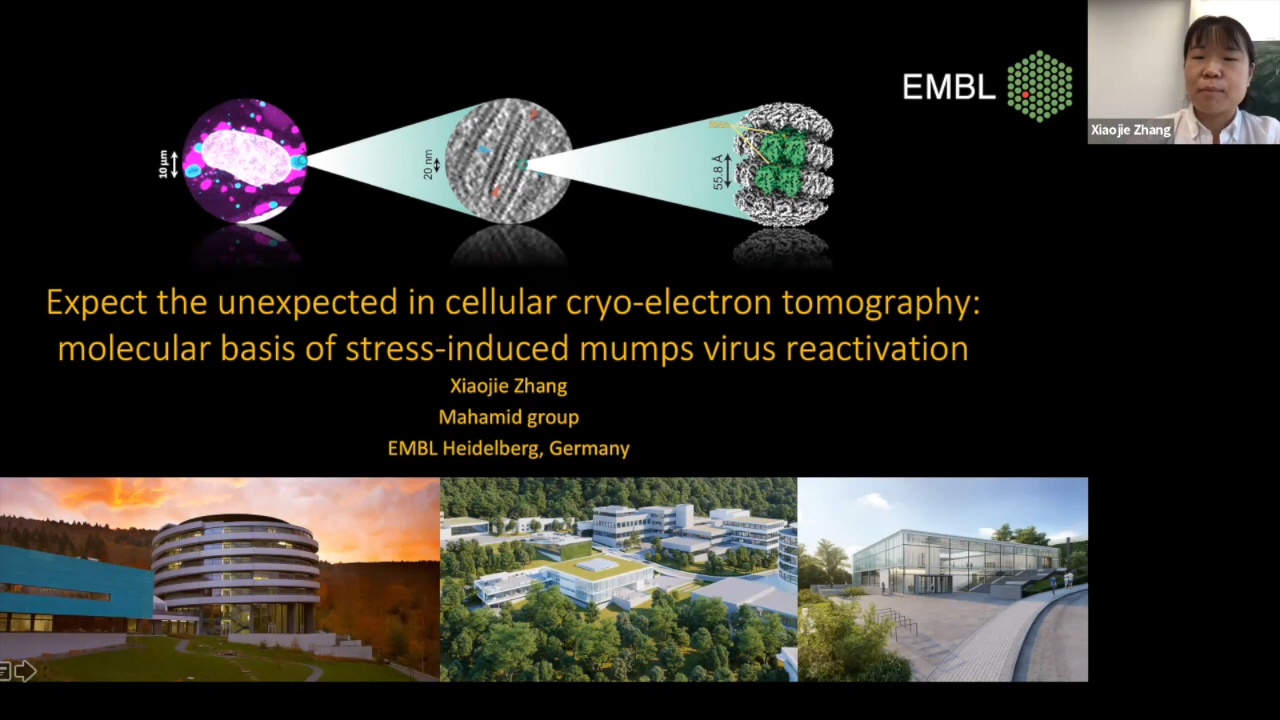 EMBL
Xiaojie Zhang
10 µm
20 nm
55.8 Å
Expect the unexpected in cellular cryo-electron tomography:
molecular basis of stress-induced mumps virus reactivation
Xiaojie Zhang
Mahamid group
EMBL Heidelberg, Germany